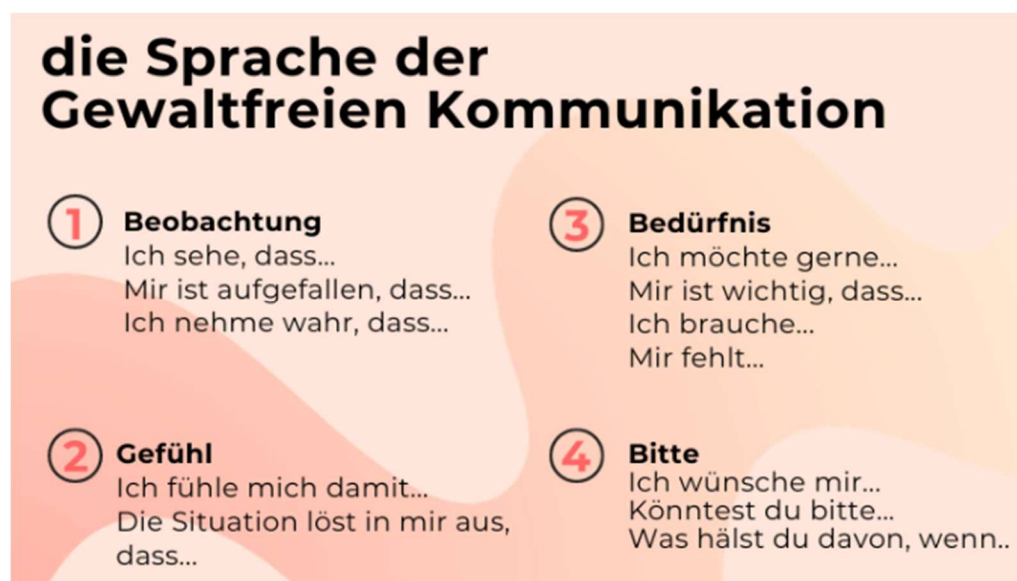 die Sprache der
Gewaltfreien Kommunikation
1
Beobachtung
Ich sehe, dass...
Mir ist aufgefallen, dass...
Ich nehme wahr, dass...
2
Gefühl
Ich fühle mich damit...
Die Situation löst in mir aus,
dass...
3
Bedürfnis
Ich möchte gerne...
Mir ist wichtig, dass...
Ich brauche...
Mir fehlt...
4
Bitte
Ich wünsche mir...
Könntest du bitte...
Was hälst du davon, wenn..